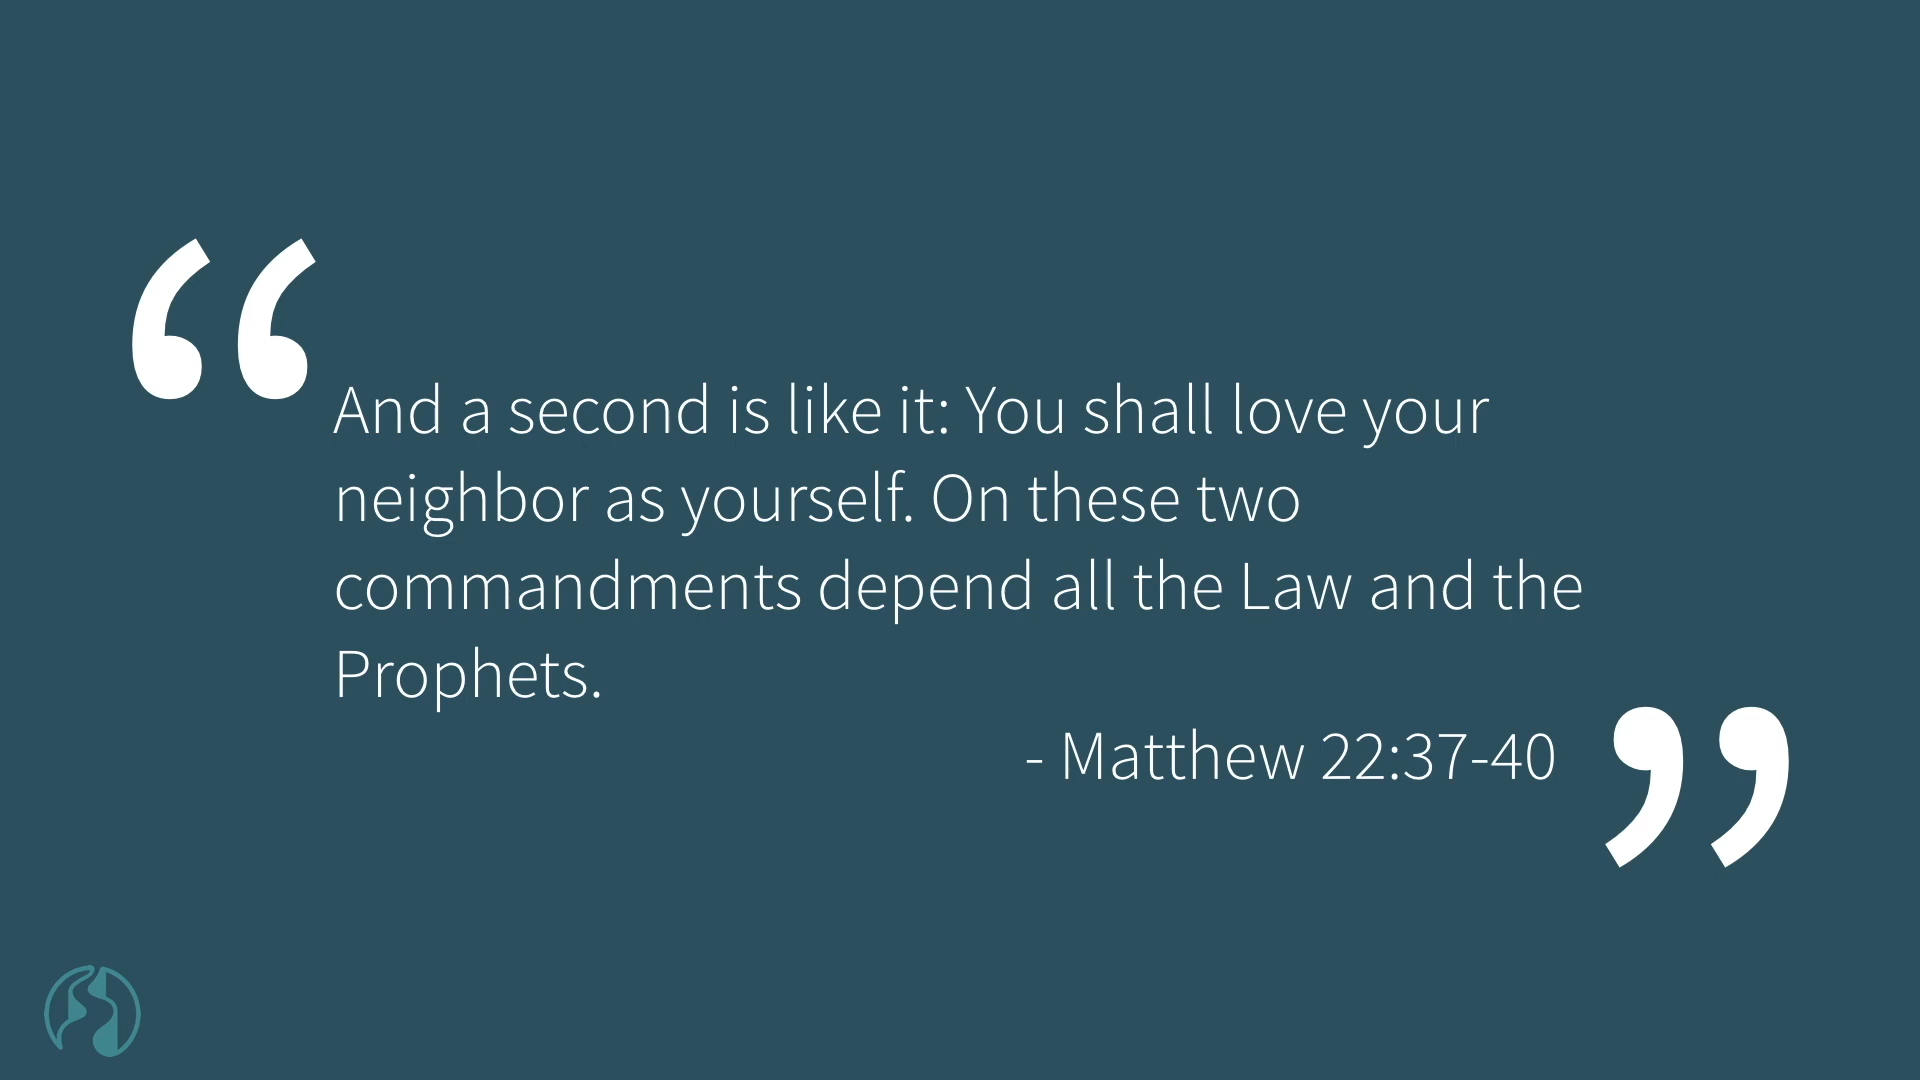 “
And a second is like it: You shall love your
neighbor as yourself. On these two
commandments depend all the Law and the
Prophets.
- Matthew 22:37-40
”